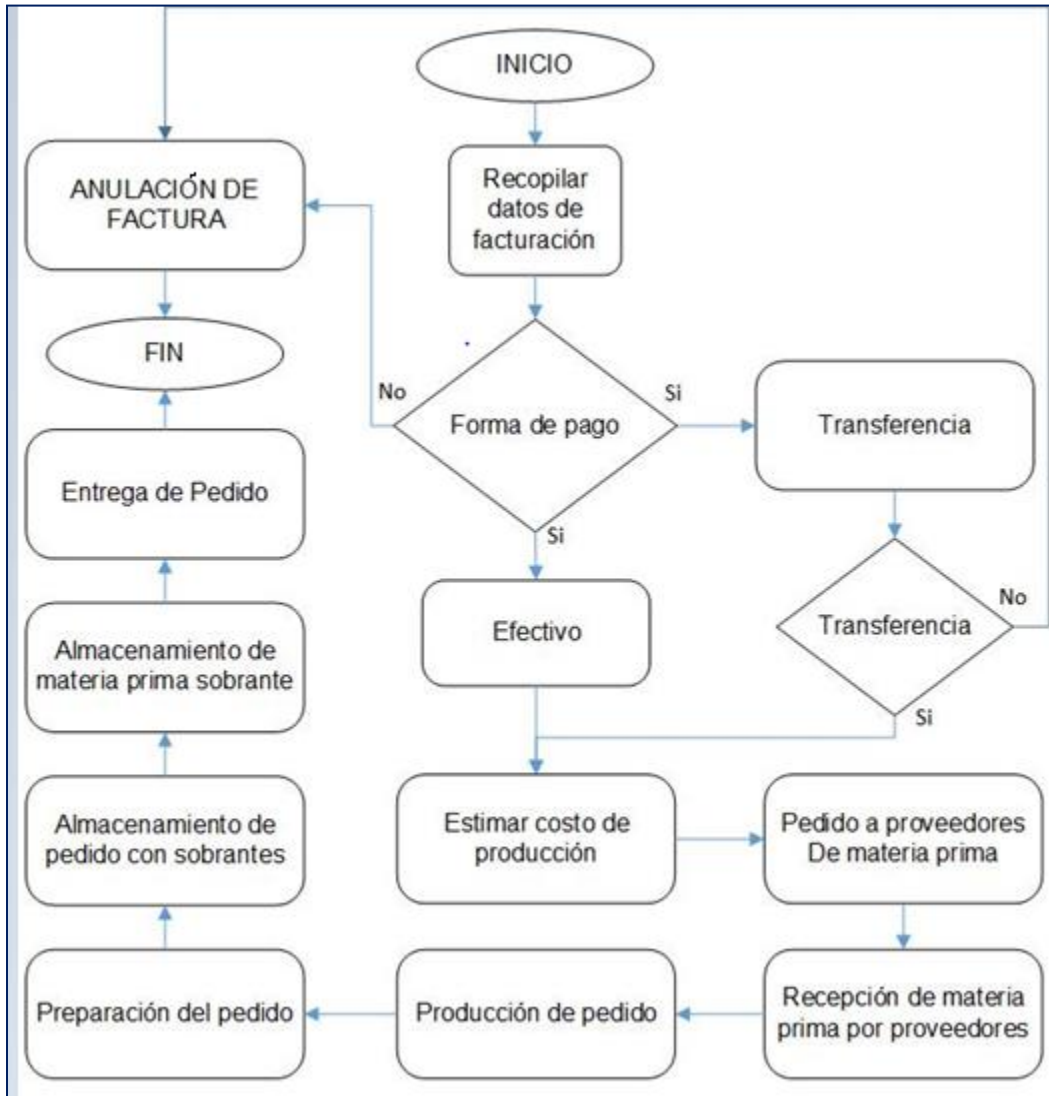 INICIO
Recopilar
datos de
facturación
ANULACIÓN DE
FACTURA
FIN
No
Forma de pago
Si
Transferencia
Si
Entrega de Pedido
Efectivo
Transferencia
No
Si
Almacenamiento de
materia prima sobrante
Almacenamiento de
pedido con sobrantes
Estimar costo de
producción
Pedido a proveedores
De materia prima
Preparación del pedido
Producción de pedido
Recepción de materia
prima por proveedores